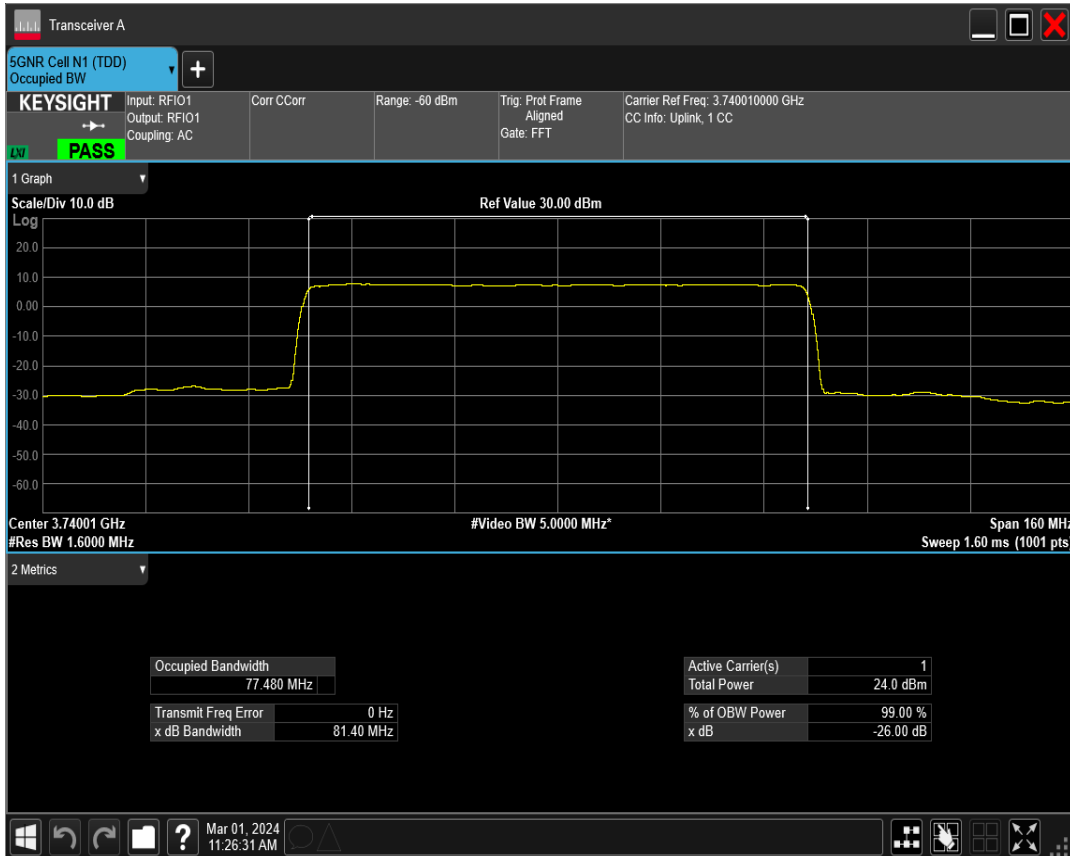 Transceiver A
5GNR Cell N1 (TDD)
Occupied BW
+
KEYSIGHT
LXI
PASS
Input: RFIO1
Output: RFIO1
Coupling: AC
Corr CCorr
Range: -60 dBm
Trig: Prot Frame
Aligned
Gate: FFT
Carrier Ref Freq: 3.740010000 GHz
CC Info: Uplink, 1 CC
1 Graph
Scale/Div 10.0 dB
Ref Value 30.00 dBm
Log
20.0
10.0
0.00
-10.0
-20.0
-30.0
-40.0
-50.0
-60.0
Center 3.74001 GHz
#Video BW 5.0000 MHz*
Span 160 MHz
#Res BW 1.6000 MHz
Sweep 1.60 ms (1001 pts)
2 Metrics
Occupied Bandwidth
77.480 MHz
Transmit Freq Error 0 Hz
x dB Bandwidth 81.40 MHz
Active Carrier(s) 1
Total Power 24.0 dBm
% of OBW Power 99.00 %
x dB -26.00 dB
?
Mar 01, 2024
11:26:31 AM